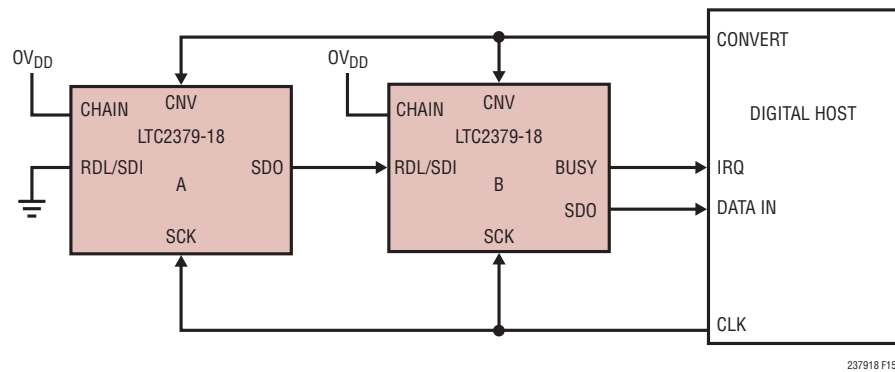 CONVERT
OVDD
OVDD
CHAIN
CNV
LTC2379-18
RDL/SDI
SDO
A
SCK
CHAIN
CNV
LTC2379-18
RDL/SDI
BUSY
B
SDO
SCK
DIGITAL HOST
IRQ
DATA IN
CLK
237918 F15